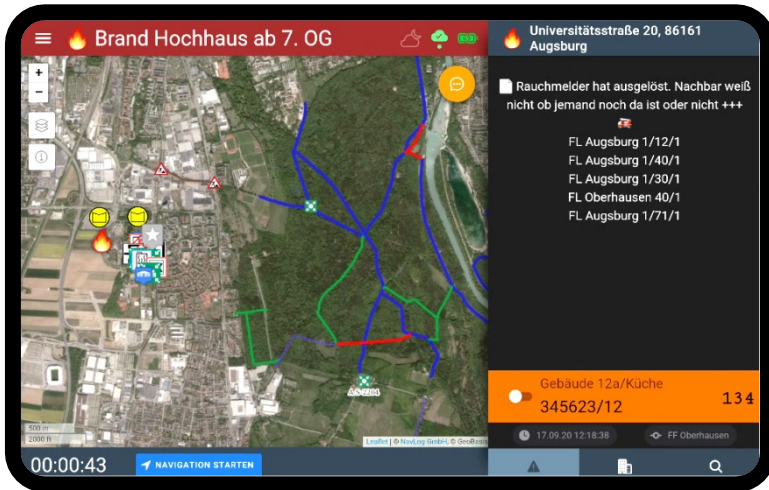 Brand Hochhaus ab 7. OG
+
−
A/S-2204
500 m
2000 ft
Leaflet | © NavLog GmbH, © GeoBasis
00:00:43
NAVIGATION STARTEN
Universitätsstraße 20, 86161
Augsburg
Rauchmelder hat ausgelöst. Nachbar weiß
nicht ob jemand noch da ist oder nicht +++
FL Augsburg 1/12/1
FL Augsburg 1/40/1
FL Augsburg 1/30/1
FL Oberhausen 40/1
FL Augsburg 1/71/1
Gebäude 12a/Küche
345623/12
134
17.09.20 12:18:38
FF Oberhausen